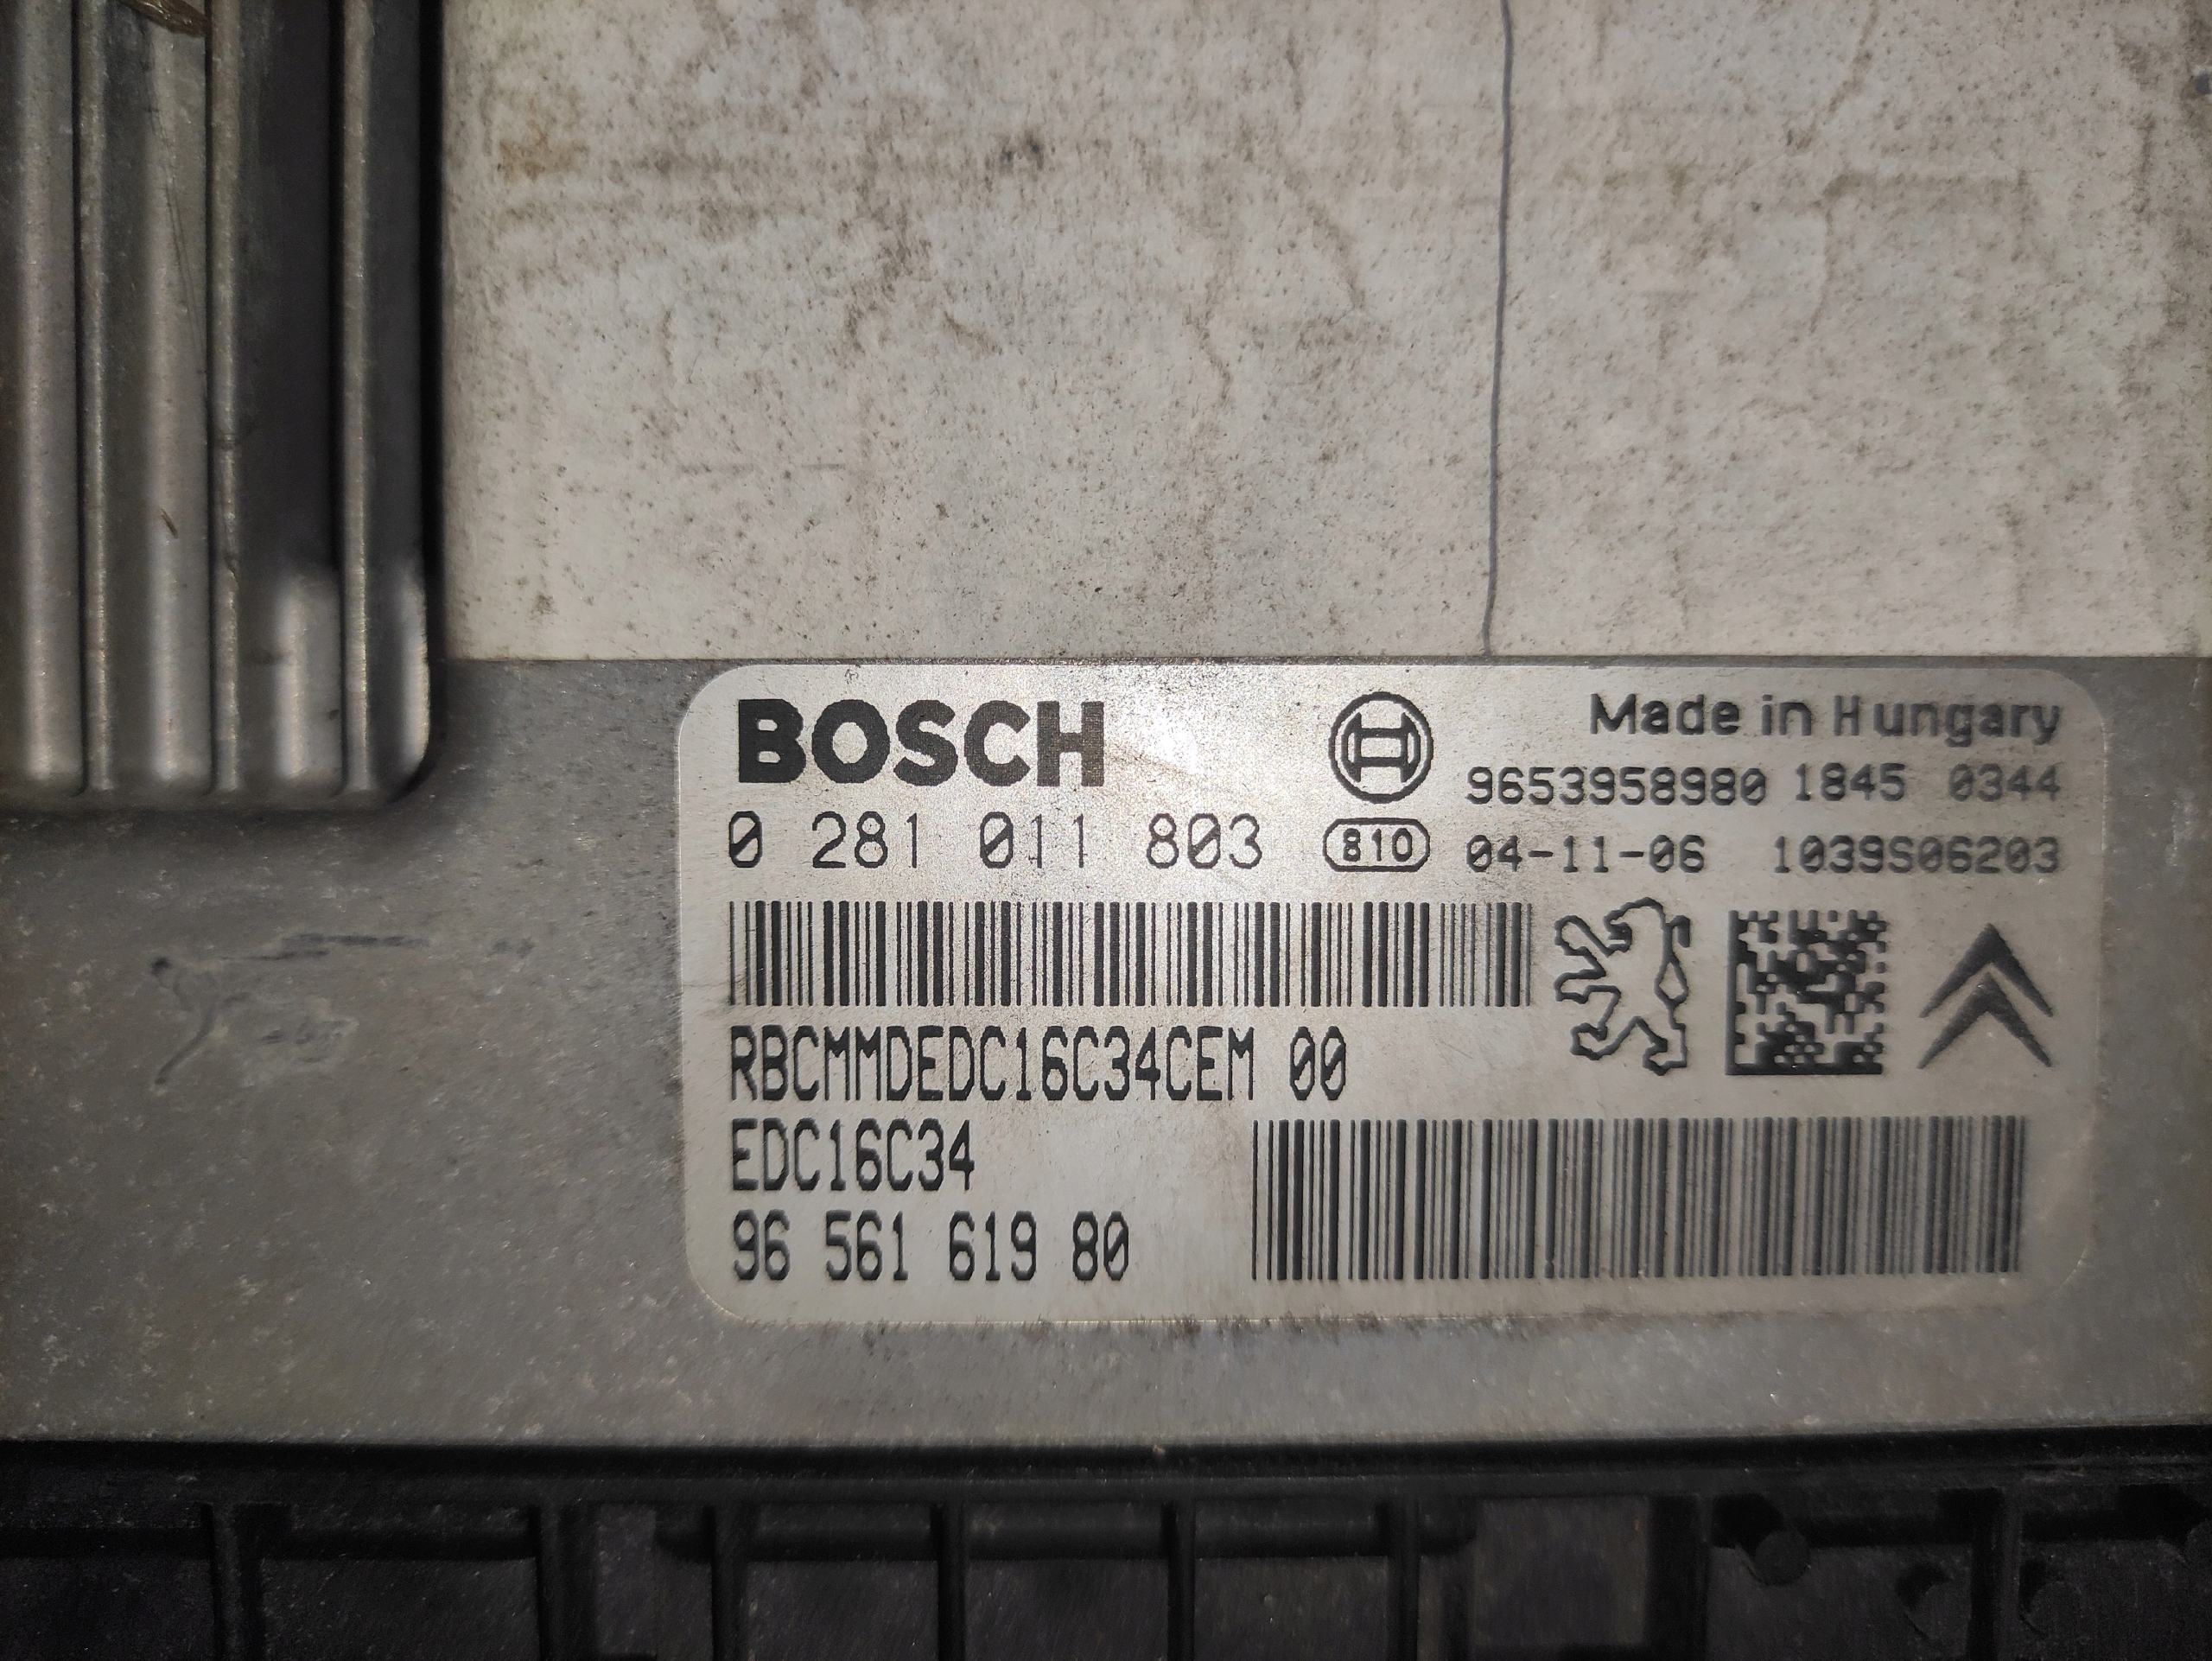 BOSCH
Made in Hungary
9653958980 1845 0344
0 281 011 803
810 04-11-06 1039S06203
RBCMMDEDC16C34CEM 00
EDC16C34
96 561 619 80